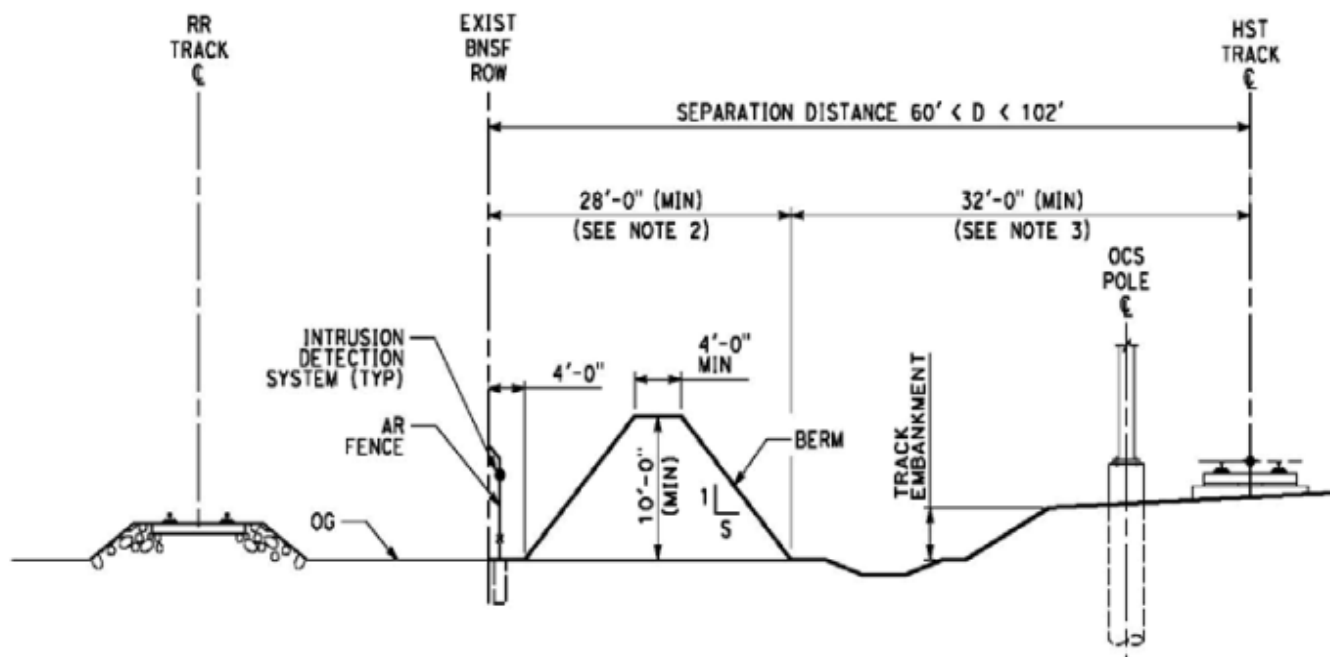 RR
TRACK
℄
EXIST
BNSF
ROW
HST
TRACK
℄
SEPARATION DISTANCE 60' < D < 102'
28'-0" (MIN)
(SEE NOTE 2)
32'-0" (MIN)
(SEE NOTE 3)
OCS
POLE
℄
INTRUSION
DETECTION
SYSTEM (TYP)
4'-0"
4'-0"
MIN
AR
FENCE
BERM
TRACK
EMBANKMENT
10'-0"
(MIN)
1
S
OG